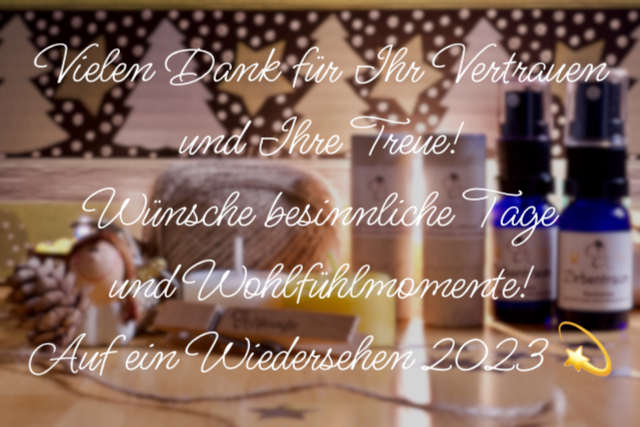 Vielen Dank für Ihr Vertrauen
und Ihre Treue!
Wünsche besinnliche Tage
und Wohlfühlmomente!
Auf ein Wiedersehen 2023 💫